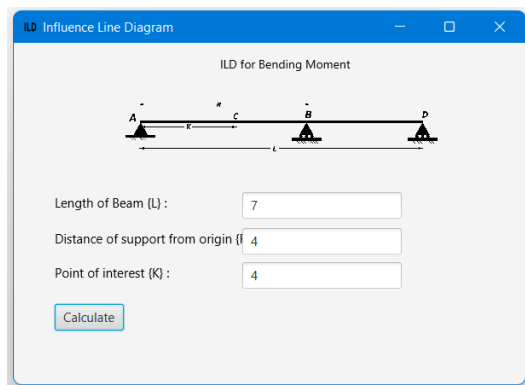 ILD Influence Line Diagram
ILD for Bending Moment
A C B D
K
L
Length of Beam {L} : 7
Distance of support from origin { 4
Point of interest {K} : 4
Calculate